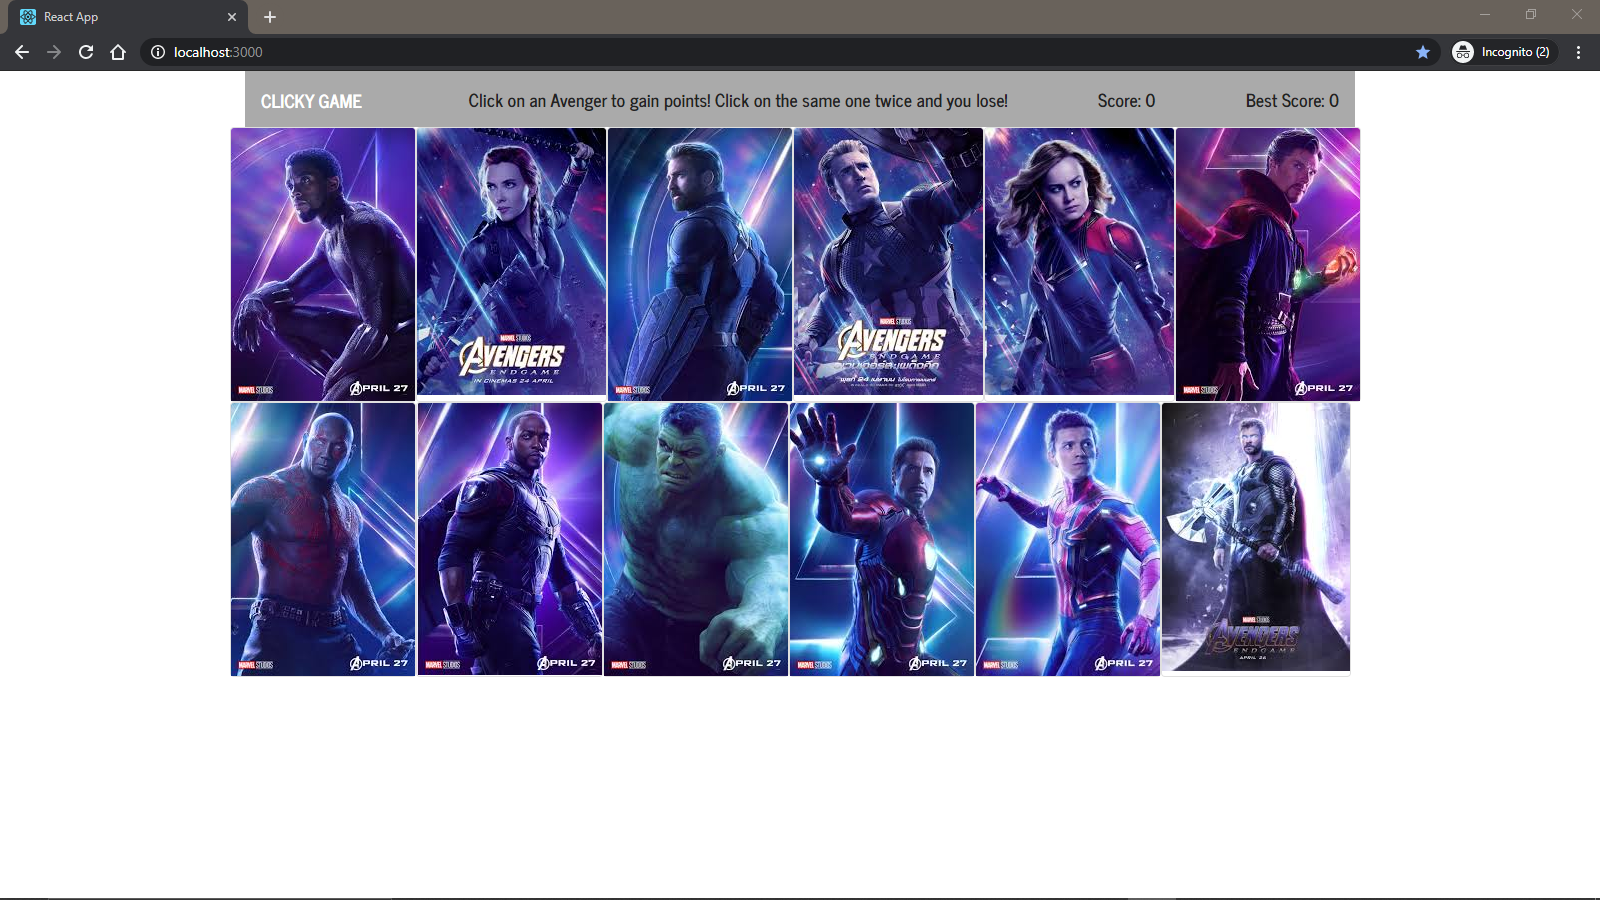 React App
localhost:3000
Incognito (2)
CLICKY GAME
Click on an Avenger to gain points! Click on the same one twice and you lose!
Score: 0
Best Score: 0
MARVEL STUDIOS
APRIL 27
MARVEL STUDIOS
AVENGERS
ENDGAME
IN CINEMAS 24 APRIL
MARVEL STUDIOS
APRIL 27
MARVEL STUDIOS
AVENGERS
ENDGAME
MARVEL STUDIOS
APRIL 27
MARVEL STUDIOS
APRIL 27
MARVEL STUDIOS
APRIL 27
MARVEL STUDIOS
APRIL 27
MARVEL STUDIOS
APRIL 27
MARVEL STUDIOS
APRIL 27
MARVEL STUDIOS
AVENGERS
ENDGAME
APRIL 26